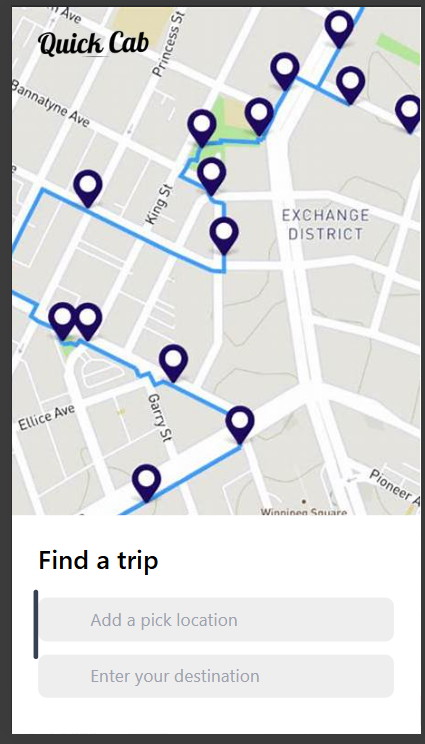 Quick Cab
Princess St
Ave
Bannatyne Ave
King St
EXCHANGE
DISTRICT
Ellice Ave
Garry St
Pioneer A
Winnipeg Square
Find a trip
Add a pick location
Enter your destination